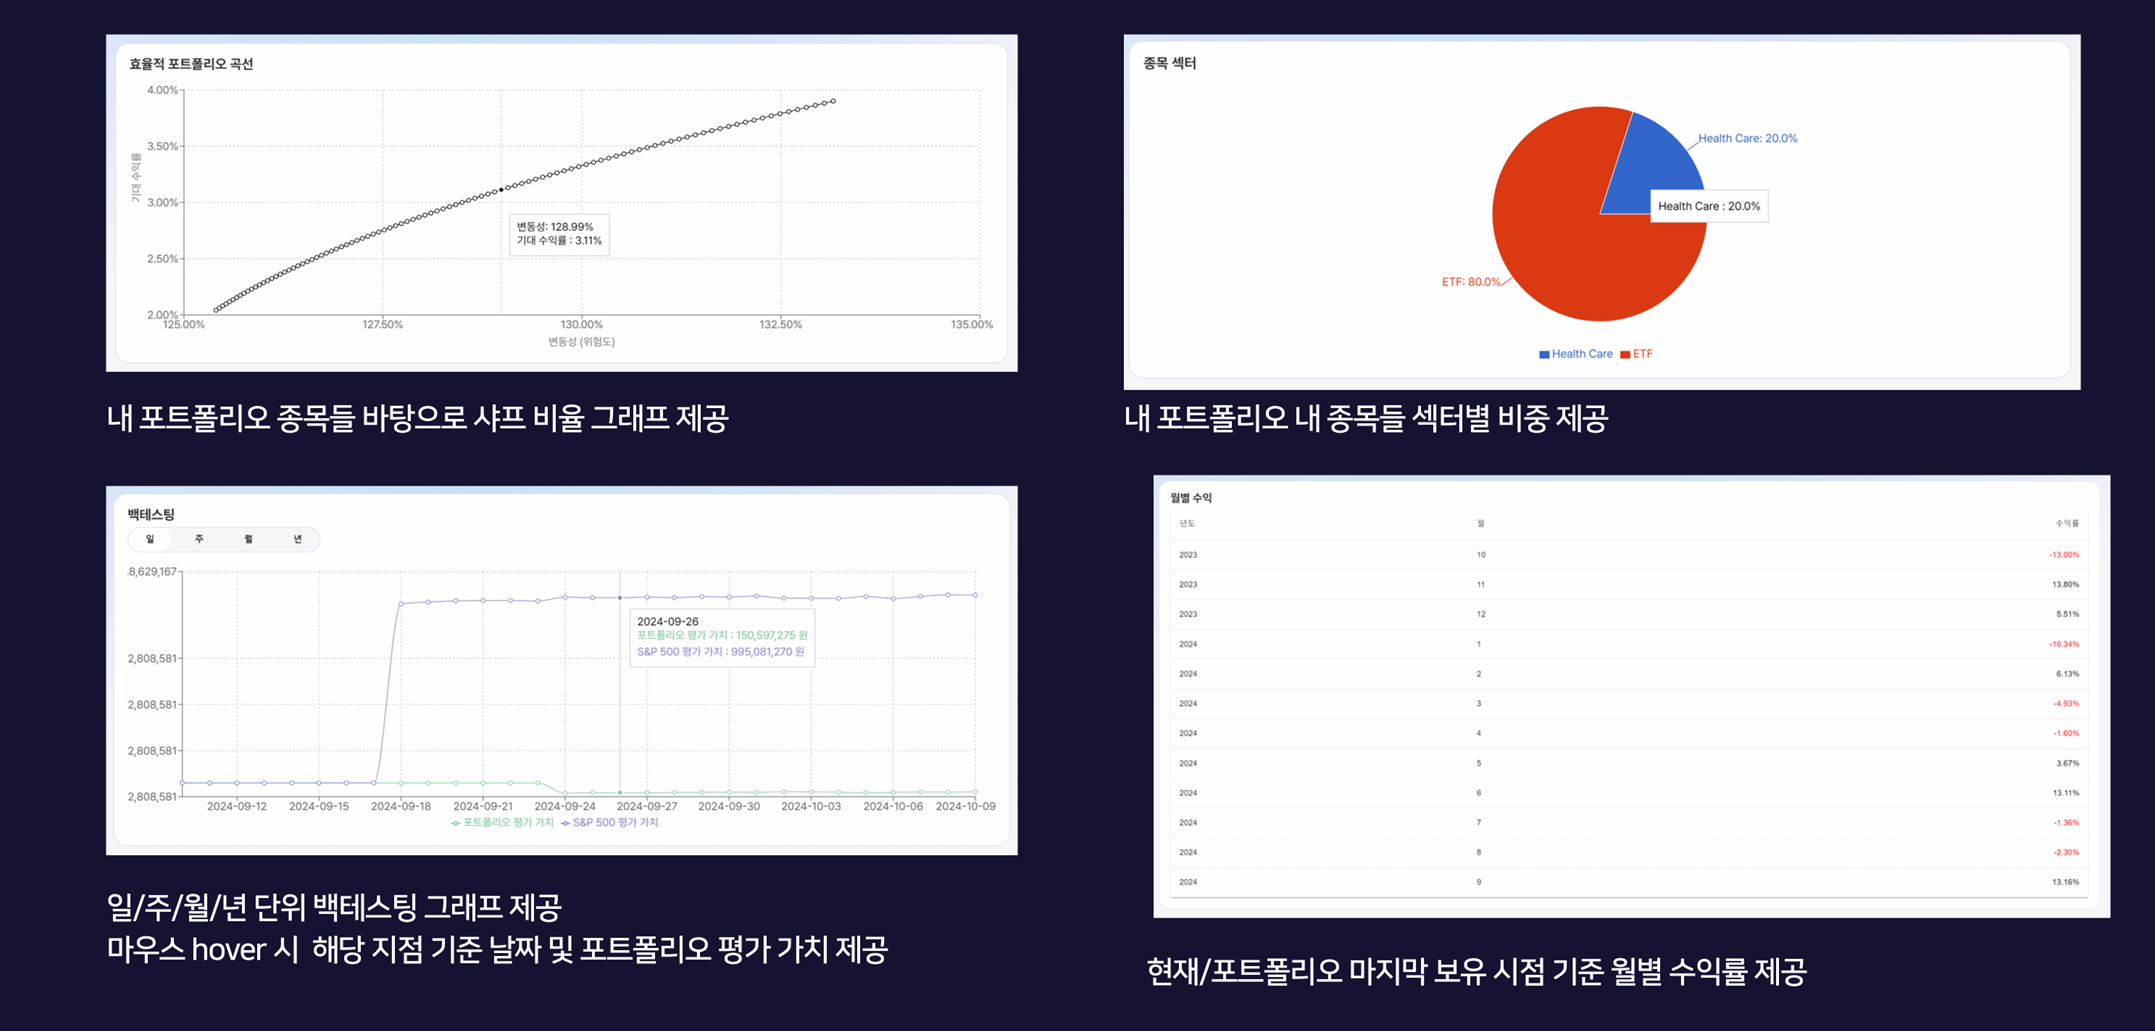 효율적 포트폴리오 곡선
4.00%
3.50%
3.00%
2.50%
2.00%
기대 수익률
변동성: 128.99%
기대 수익률 : 3.11%
125.00%
127.50%
130.00%
132.50%
135.00%
변동성 (위험도)
내 포트폴리오 종목들 바탕으로 샤프 비율 그래프 제공
종목 섹터
Health Care: 20.0%
Health Care : 20.0%
ETF: 80.0%
Health Care ETF
내 포트폴리오 내 종목들 섹터별 비중 제공
백테스팅
일 주 월 년
.8,629,167
2,808,581
2,808,581
2,808,581
2,808,581
2024-09-26
포트폴리오 평가 가치 : 150,597,275 원
S&P 500 평가 가치 : 995,081,270 원
2024-09-12 2024-09-15 2024-09-18 2024-09-21 2024-09-24 2024-09-27 2024-09-30 2024-10-03 2024-10-06 2024-10-09
포트폴리오 평가 가치 S&P 500 평가 가치
일/주/월/년 단위 백테스팅 그래프 제공
마우스 hover 시 해당 지점 기준 날짜 및 포트폴리오 평가 가치 제공
월별 수익
년도 월 수익률
2023 10 -13.00%
2023 11 13.80%
2023 12 5.51%
2024 1 -16.34%
2024 2 6.13%
2024 3 -4.93%
2024 4 -1.60%
2024 5 3.67%
2024 6 13.11%
2024 7 -1.36%
2024 8 -2.30%
2024 9 13.16%
현재/포트폴리오 마지막 보유 시점 기준 월별 수익률 제공